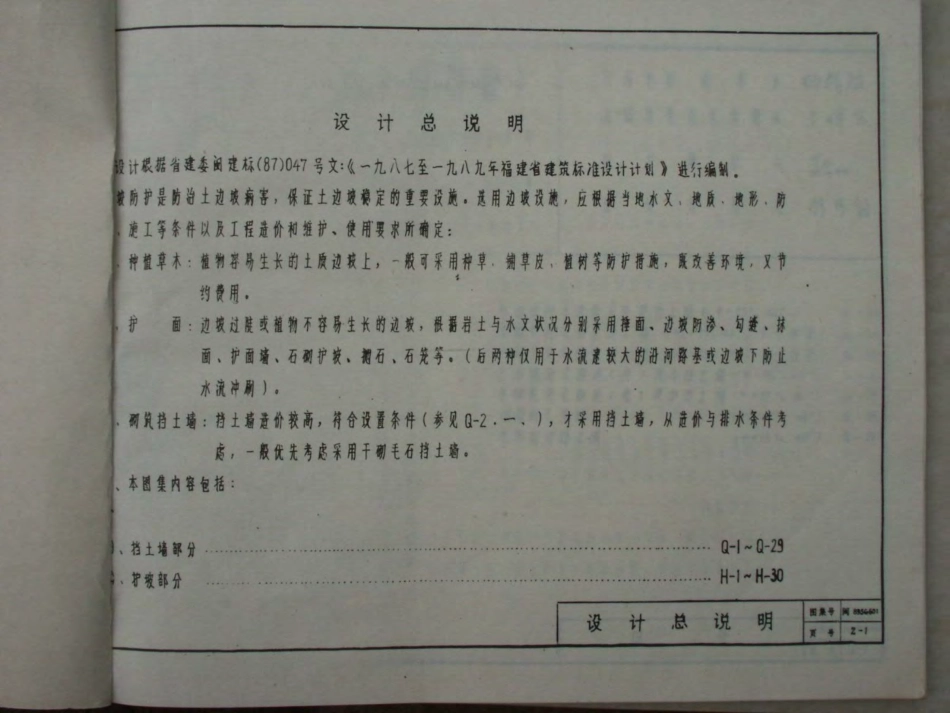 设计总说明
设计根据省建委闽建标(87)047号文:《一九八七至一九八九年福建省建筑标准设计计划》进行编制。
坡防护是防治土边坡病害，保证土边坡稳定的重要设施。选用边坡设施，应根据当地水文、地质、地形、防
、施工等条件以及工程造价和维护、使用要求所确定:
、种植草木:植物容易生长的土质边坡上，一般可采用种草、铺草皮、植树等防护措施，既改善环境，又节
约费用。
、护 面:边坡过陡或植物不容易生长的边坡，根据岩土与水文状况分别采用捶面、边坡防渗、勾缝、抹
面、护面墙、石砌护坡、抛石、石笼等。(后两种仅用于水流速较大的沿河路基或边坡下防止
水流冲刷)。
、砌筑挡土墙:挡土墙造价较高，符合设置条件(参见Q-2.一、)，才采用挡土墙，从造价与排水条件考
虑，一般优先考虑采用干砌毛石挡土墙。
、本图集内容包括:
、挡土墙部分 Q-1~Q-29
、护坡部分 H-1~H-30
设计总说明 图集号 闽
页号 Z-1